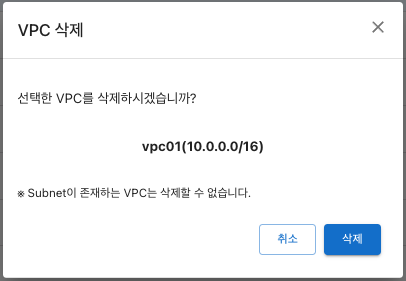 VPC 삭제
선택한 VPC를 삭제하시겠습니까?
vpc01(10.0.0.0/16)
※ Subnet이 존재하는 VPC는 삭제할 수 없습니다.
취소
삭제